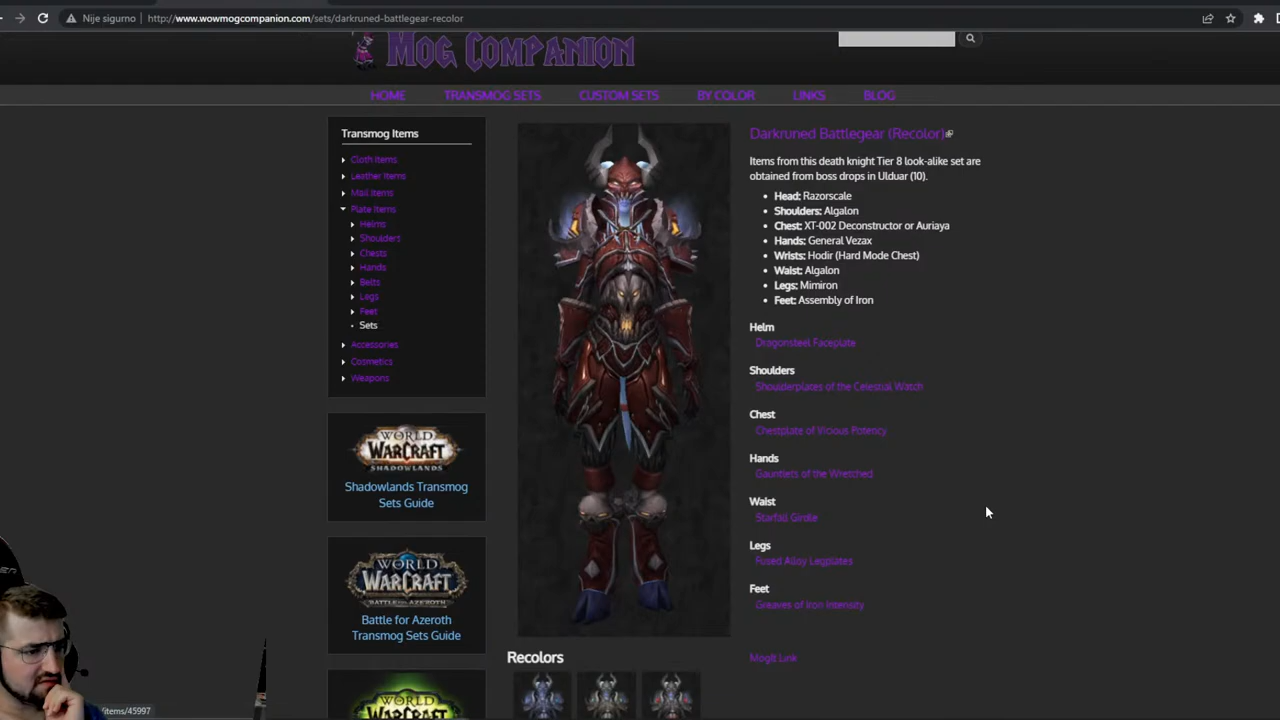 Nije sigurno
http://www.wowmogcompanion.com/sets/darkruned-battlegear-recolor
Mog Companion
HOME
TRANSMOG SETS
CUSTOM SETS
BY COLOR
LINKS
BLOG
Transmog Items
Cloth Items
Leather Items
Mail Items
Plate Items
Helms
Shoulders
Chests
Hands
Belts
Legs
Feet
Sets
Accessories
Cosmetics
Weapons
WORLD WARCRAFT
SHADOWLANDS
Shadowlands Transmog
Sets Guide
WORLD WARCRAFT
BATTLE FOR AZEROTH
Battle for Azeroth
Transmog Sets Guide
WORLD
WARCRAFT
Darkruned Battlegear (Recolor)
Items from this death knight Tier 8 look-alike set are
obtained from boss drops in Ulduar (10).
Head: Razorscale
Shoulders: Algalon
Chest: XT-002 Deconstructor or Auriaya
Hands: General Vezax
Wrists: Hodir (Hard Mode Chest)
Waist: Algalon
Legs: Mimiron
Feet: Assembly of Iron
Helm
Dragonsteel Faceplate
Shoulders
Shoulderplates of the Celestial Watch
Chest
Chestplate of Vicious Potency
Hands
Gauntlets of the Wretched
Waist
Starfall Girdle
Legs
Fused Alloy Legplates
Feet
Greaves of Iron Intensity
MogIt Link
Recolors
/items/45997